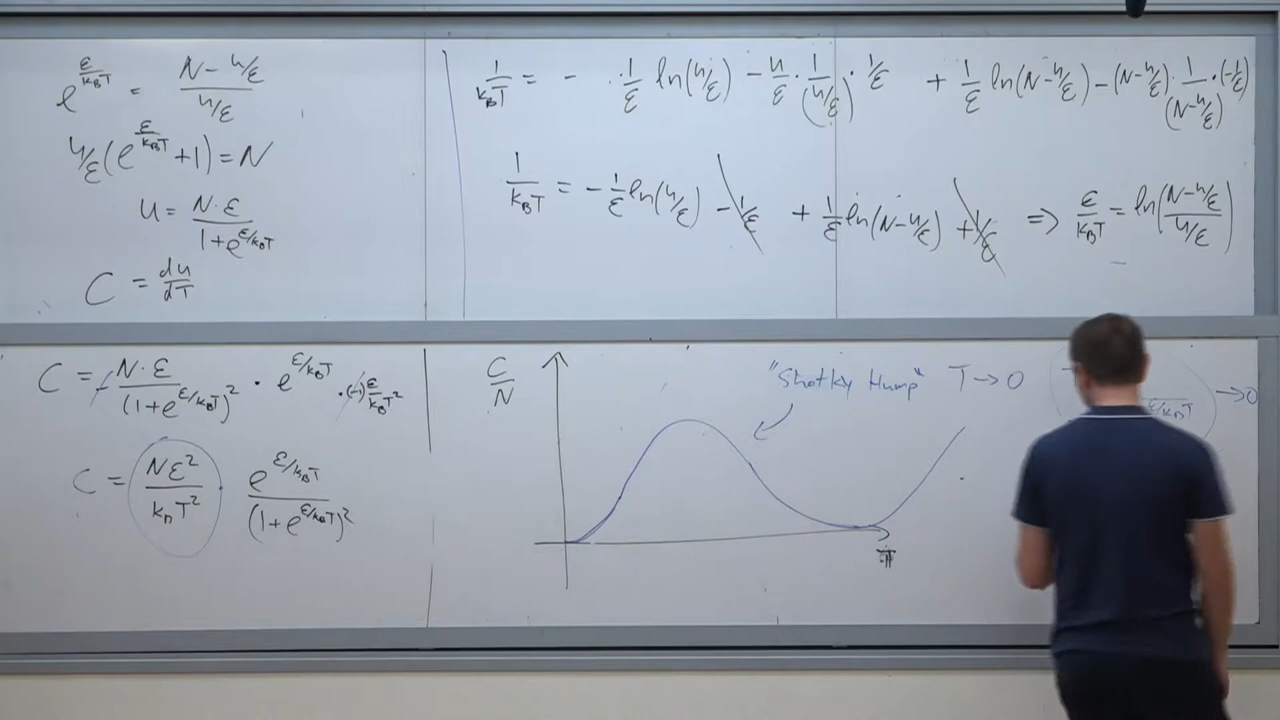 e^{ε/k_BT} = (N − u/ε)/(u/ε)
u/ε (e^{ε/k_BT} + 1) = N
u = N·ε/(1 + e^{ε/k_BT})
C = du/dT
1/k_BT = − · 1/ε ln(u/ε) − u/ε · 1/(u/ε) · 1/ε + 1/ε ln(N − u/ε) − (N − u/ε) · 1/(N − u/ε) · (−1/ε)
1/k_BT = − 1/ε ln(u/ε) − 1/ε + 1/ε ln(N − u/ε) + 1/ε ⇒ ε/k_BT = ln((N − u/ε)/(u/ε))
C = − N·ε/(1 + e^{ε/k_BT})² · e^{ε/k_BT} · (−) ε/k_BT²
C = Nε²/k_BT² e^{ε/k_BT}/(1 + e^{ε/k_BT})²
C/N
"Shotky Hump" T → 0
ε/k_BT → 0
T